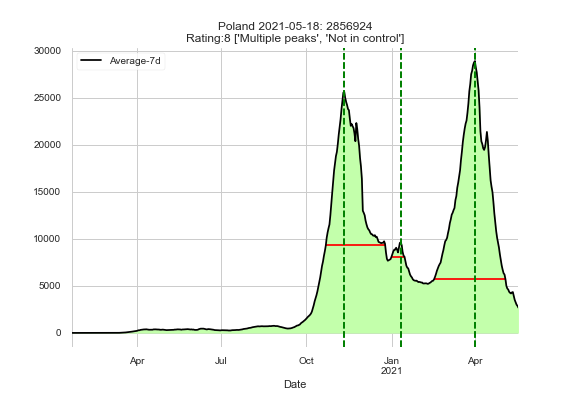 Poland 2021-05-18: 2856924
Rating:8 ['Multiple peaks', 'Not in control']
Average-7d
30000
25000
20000
15000
10000
5000
0
Apr
Jul
Oct
Jan
2021
Apr
Date